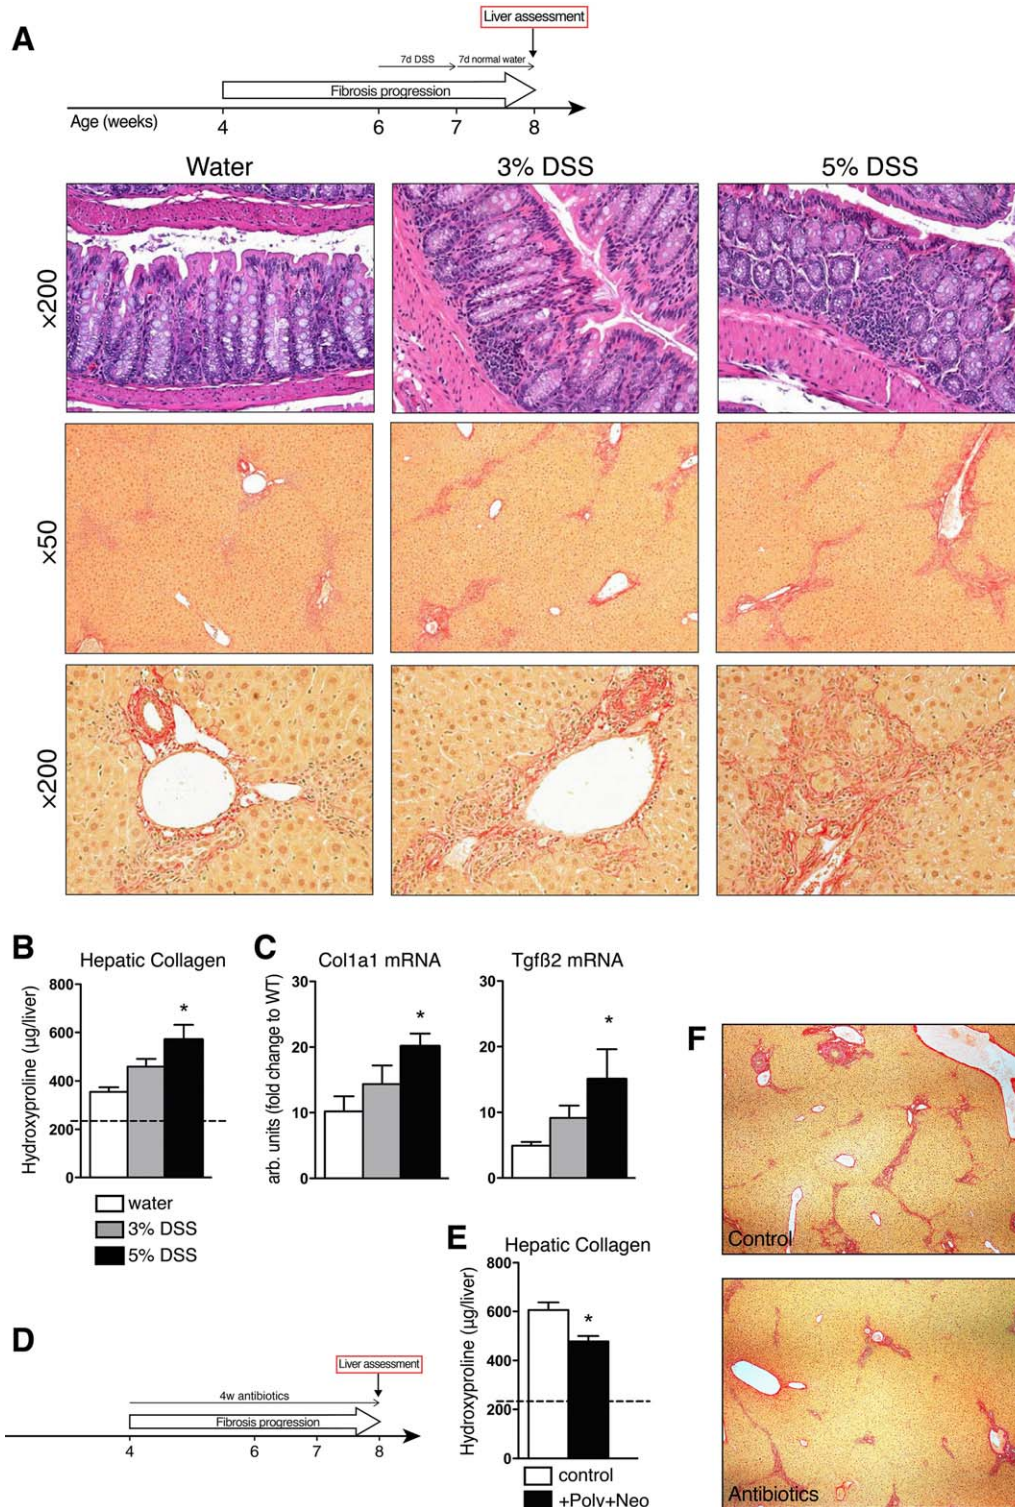 A
Liver assessment
7d DSS
7d normal water
Fibrosis progression
Age (weeks)
4
6
7
8
Water
3% DSS
5% DSS
×200
×50
×200
B
Hepatic Collagen
Hydroxyproline (µg/liver)
800
600
400
200
0
*
water
3% DSS
5% DSS
C
Col1a1 mRNA
arb. units (fold change to WT)
30
20
10
0
*
Tgfß2 mRNA
30
20
10
0
*
D
Liver assessment
4w antibiotics
Fibrosis progression
4
6
7
8
E
Hepatic Collagen
Hydroxyproline (µg/liver)
800
600
400
200
0
*
control
+Poly+Neo
F
Control
Antibiotics